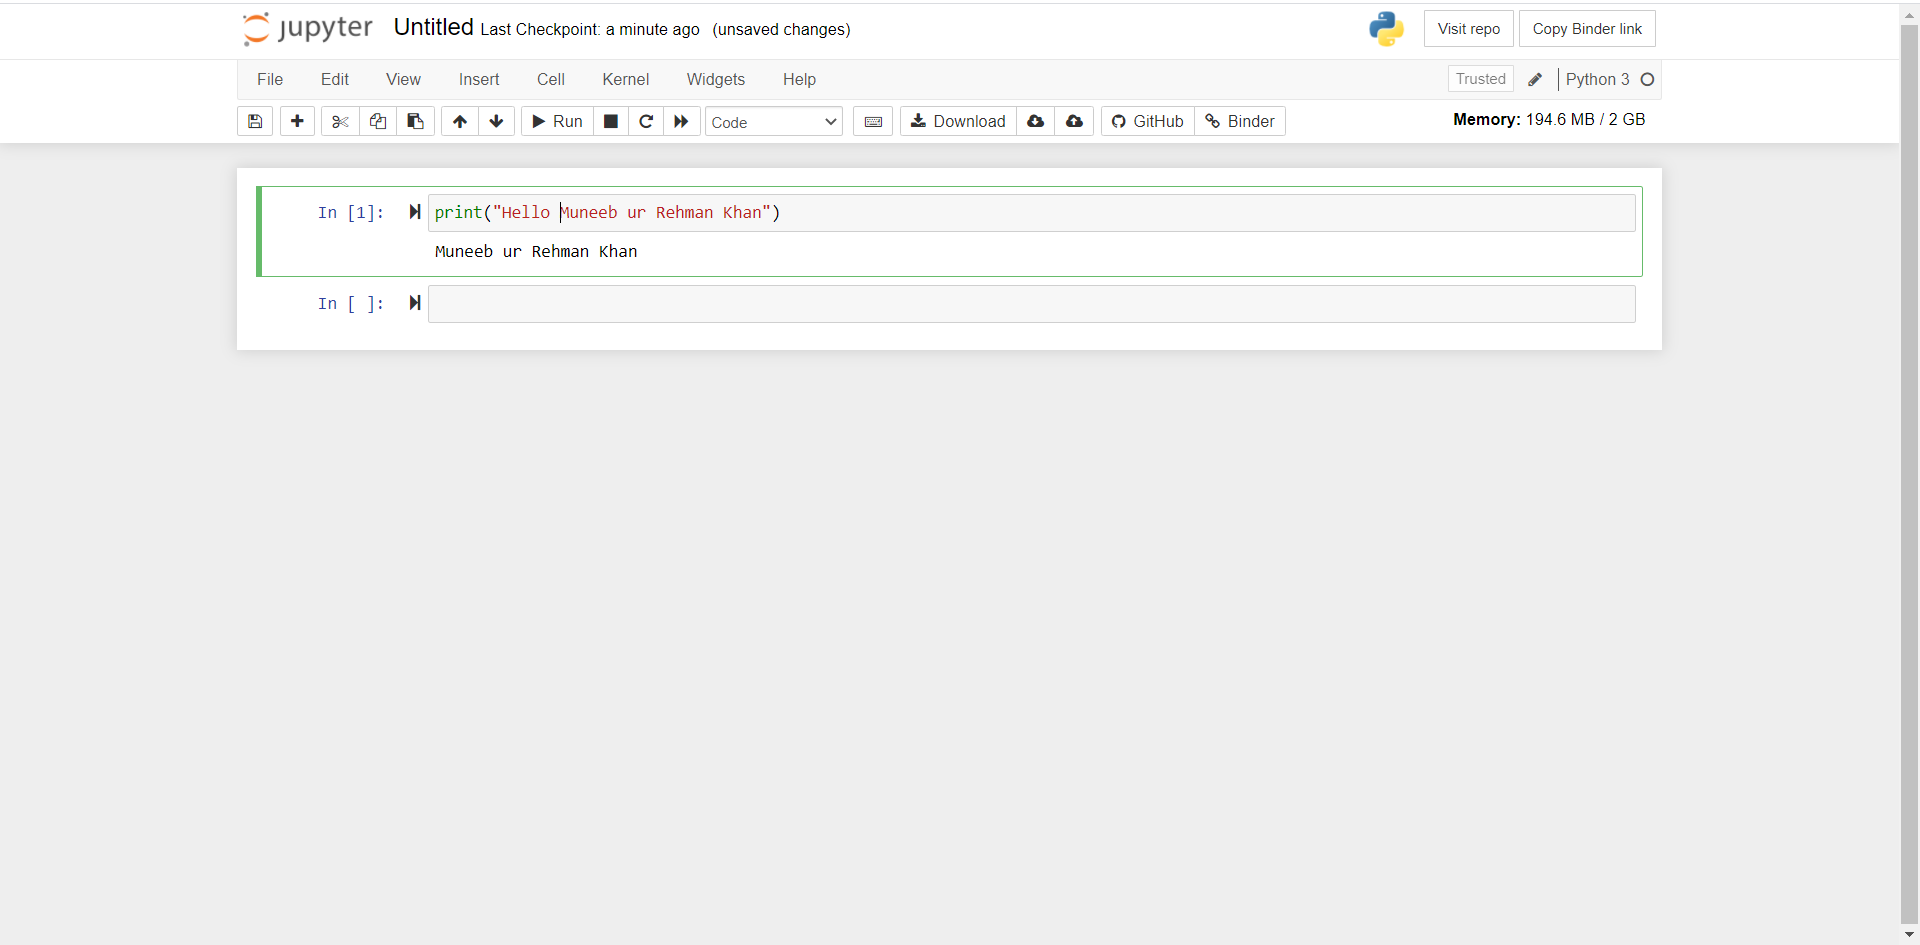 jupyter Untitled Last Checkpoint: a minute ago (unsaved changes) Visit repo Copy Binder link
File Edit View Insert Cell Kernel Widgets Help Trusted Python 3
Run Code Download GitHub Binder Memory: 194.6 MB / 2 GB
In [1]: print("Hello Muneeb ur Rehman Khan")
Muneeb ur Rehman Khan
In [ ]: